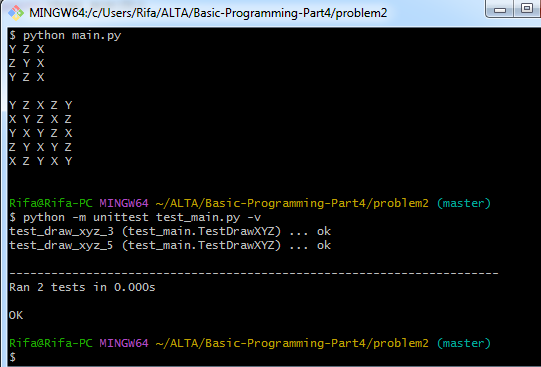 MINGW64:/c/Users/Rifa/ALTA/Basic-Programming-Part4/problem2
$ python main.py
Y Z X
Z Y X
Y Z X
Y Z X Z Y
X Y Z X Z
Y X Y Z X
Z Y X Y Z
X Z Y X Y
Rifa@Rifa-PC MINGW64 ~/ALTA/Basic-Programming-Part4/problem2 (master)
$ python -m unittest test_main.py -v
test_draw_xyz_3 (test_main.TestDrawXYZ) ... ok
test_draw_xyz_5 (test_main.TestDrawXYZ) ... ok
----------------------------------------------------------------------
Ran 2 tests in 0.000s
OK
Rifa@Rifa-PC MINGW64 ~/ALTA/Basic-Programming-Part4/problem2 (master)
$